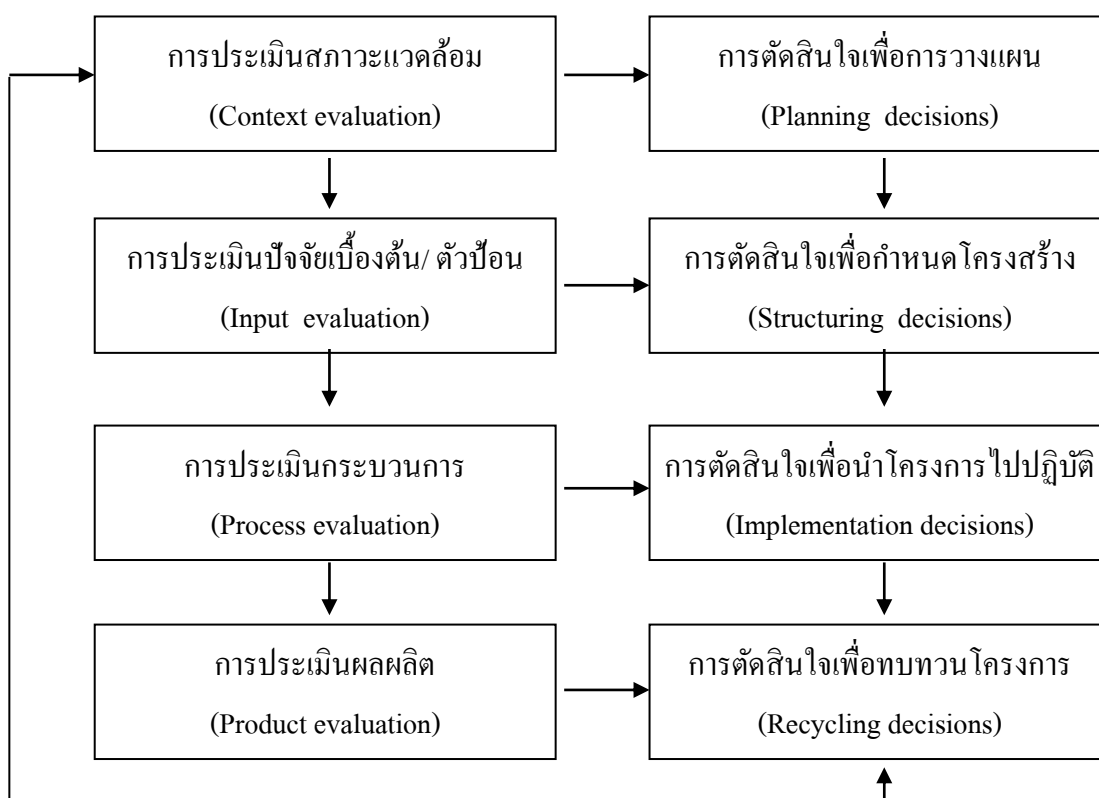 การประเมินสภาวะแวดล้อม
(Context evaluation)
การตัดสินใจเพื่อการวางแผน
(Planning decisions)
การประเมินปัจจัยเบื้องต้น/ ตัวป้อน
(Input evaluation)
การตัดสินใจเพื่อกำหนดโครงสร้าง
(Structuring decisions)
การประเมินกระบวนการ
(Process evaluation)
การตัดสินใจเพื่อนำโครงการไปปฏิบัติ
(Implementation decisions)
การประเมินผลผลิต
(Product evaluation)
การตัดสินใจเพื่อทบทวนโครงการ
(Recycling decisions)